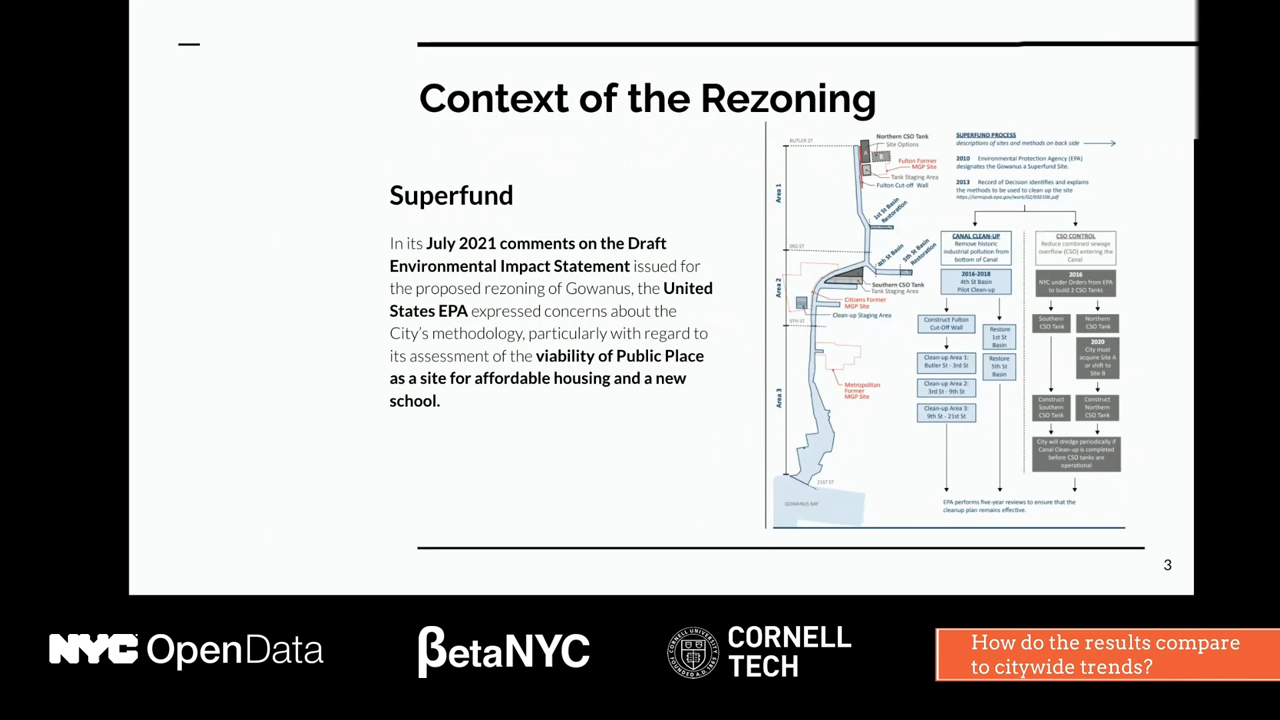 Context of the Rezoning
Superfund
In its July 2021 comments on the Draft
Environmental Impact Statement issued for
the proposed rezoning of Gowanus, the United
States EPA expressed concerns about the
City's methodology, particularly with regard to
its assessment of the viability of Public Place
as a site for affordable housing and a new
school.
BUTLER ST
Northern CSO Tank
Site Options
Fulton Former
MGP Site
Tank Staging Area
Fulton Cut-off Wall
Area 1
1st St Basin
Restoration
3RD ST
4th St Basin
5th St Basin
Restoration
Area 2
Southern CSO Tank
Tank Staging Area
Citizens Former
MGP Site
Clean-up Staging Area
9TH ST
Area 3
Metropolitan
Former
MGP Site
21ST ST
GOWANUS BAY
SUPERFUND PROCESS
descriptions of sites and methods on back side
2010 Environmental Protection Agency (EPA)
designates the Gowanus a Superfund Site.
2013 Record of Decision identifies and explains
the methods to be used to clean up the site
CANAL CLEAN-UP
Remove historic
industrial pollution from
bottom of Canal
2016-2018
4th St Basin
Pilot Clean-up
Construct Fulton
Cut-Off Wall
Restore
1st St
Basin
Clean-up Area 1:
Butler St - 3rd St
Restore
5th St
Basin
Clean-up Area 2:
3rd St - 9th St
Clean-up Area 3:
9th St - 21st St
CSO CONTROL
Reduce combined sewage
overflow (CSO) entering the
Canal
2016
NYC under Orders from EPA
to build 2 CSO Tanks
Southern
CSO Tank
Northern
CSO Tank
2020
City must
acquire Site A
or shift to
Site B
Construct
Southern
CSO Tank
Construct
Northern
CSO Tank
City will dredge periodically if
Canal Clean-up is completed
before CSO tanks are
operational
EPA performs five-year reviews to ensure that the
cleanup plan remains effective.
3
NYC OpenData
βetaNYC
CORNELL
TECH
How do the results compare
to citywide trends?